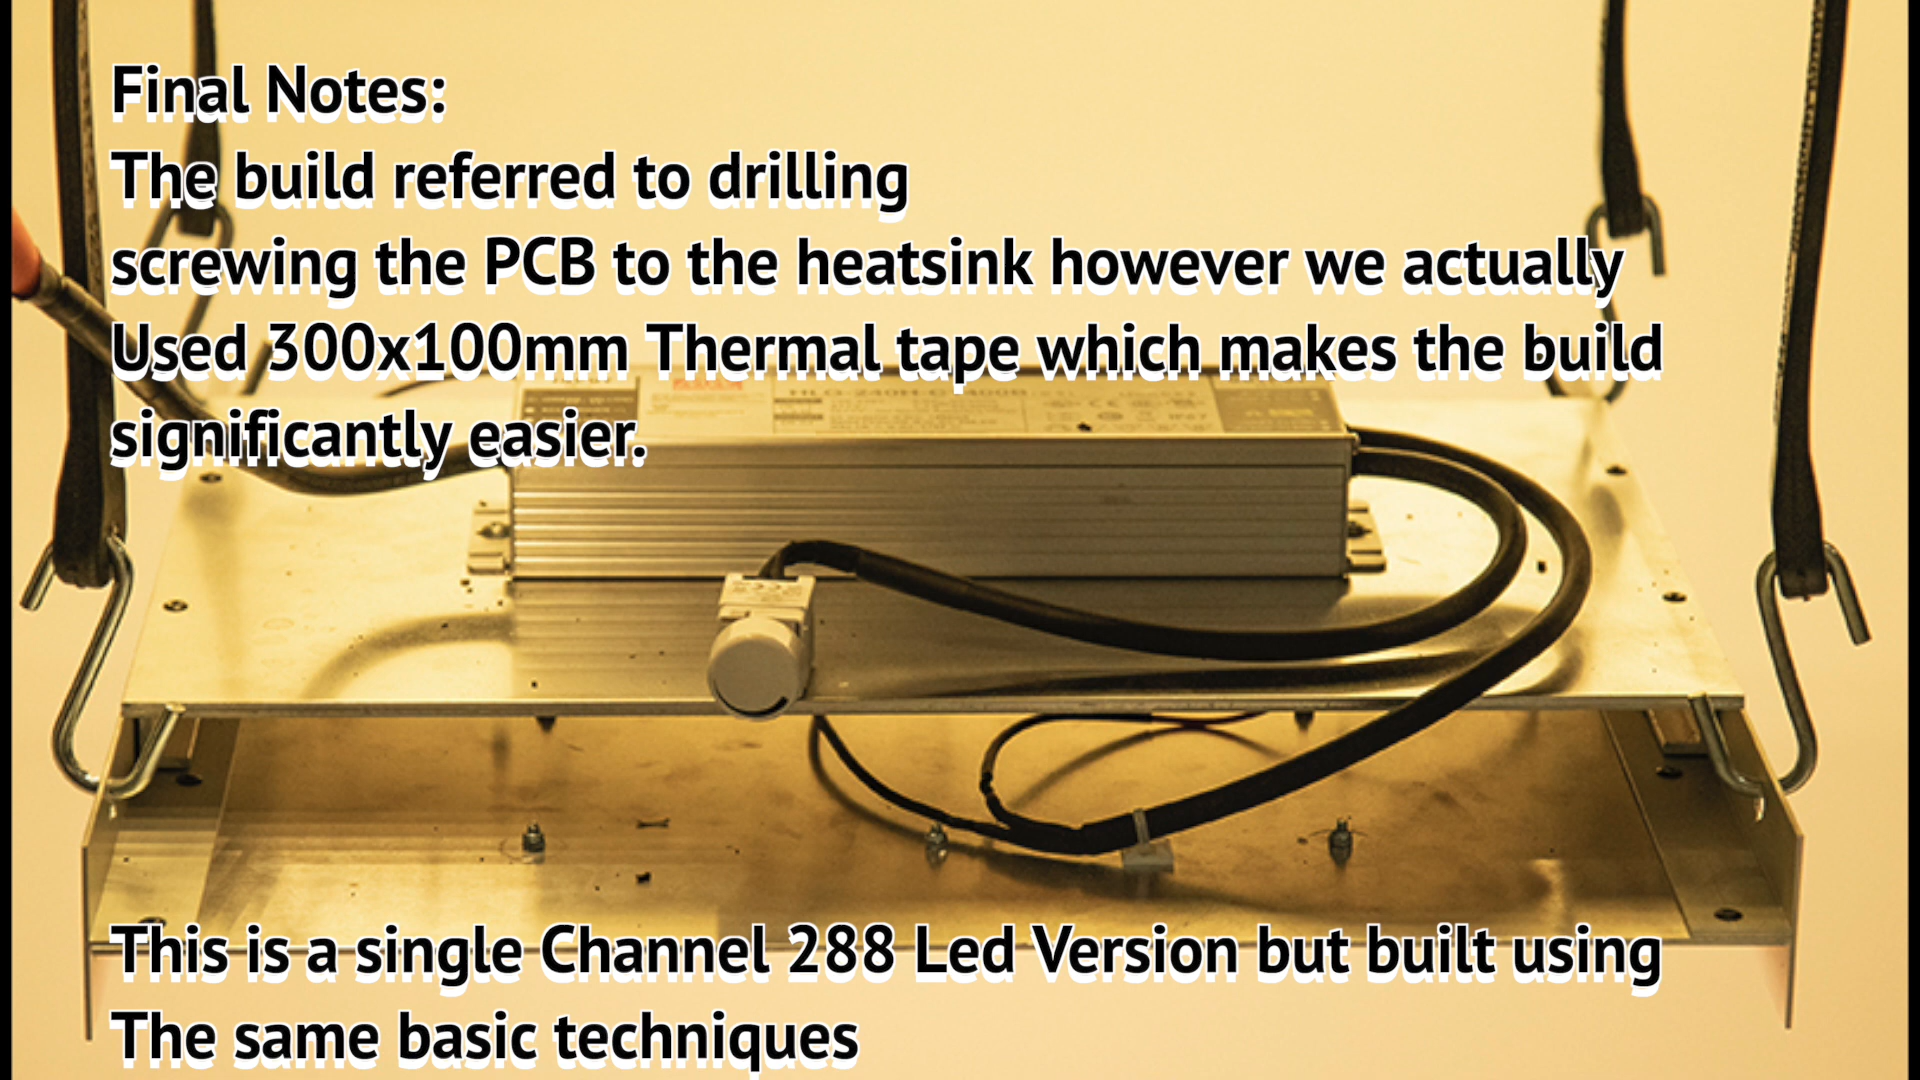 Final Notes:
The build referred to drilling
screwing the PCB to the heatsink however we actually
Used 300x100mm Thermal tape which makes the build
significantly easier.
This is a single Channel 288 Led Version but built using
The same basic techniques